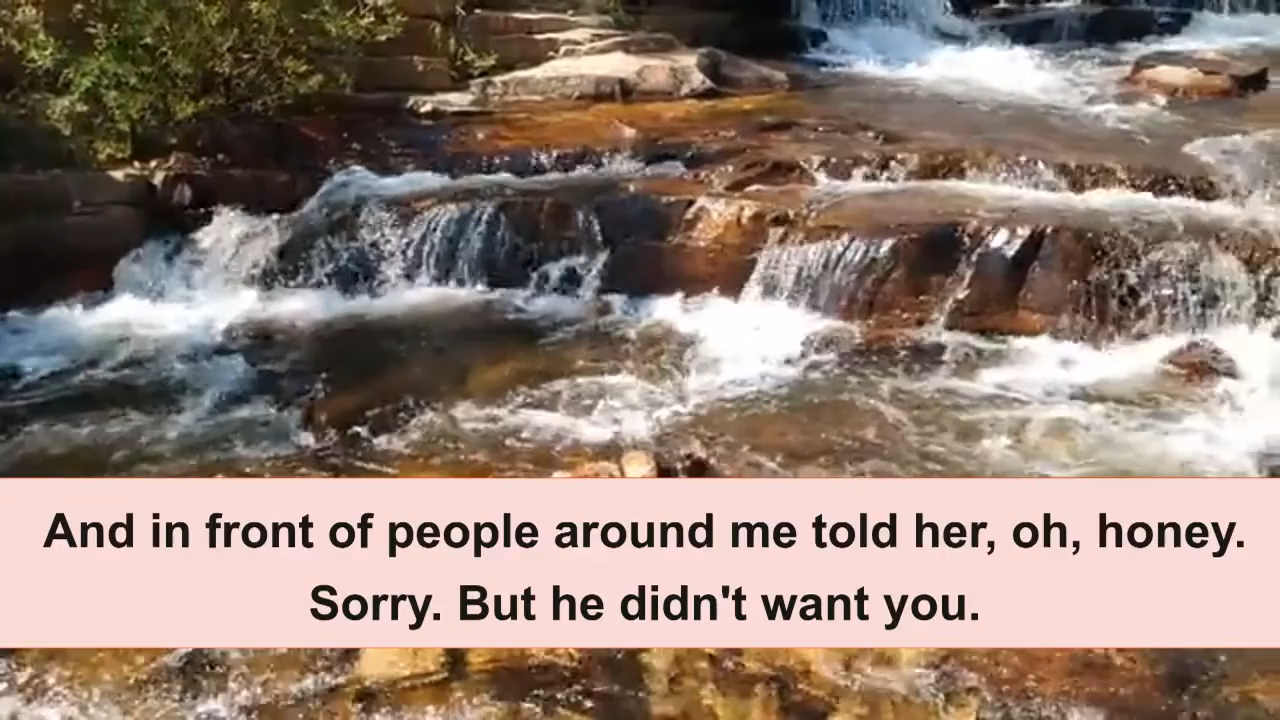 And in front of people around me told her, oh, honey.
Sorry. But he didn't want you.